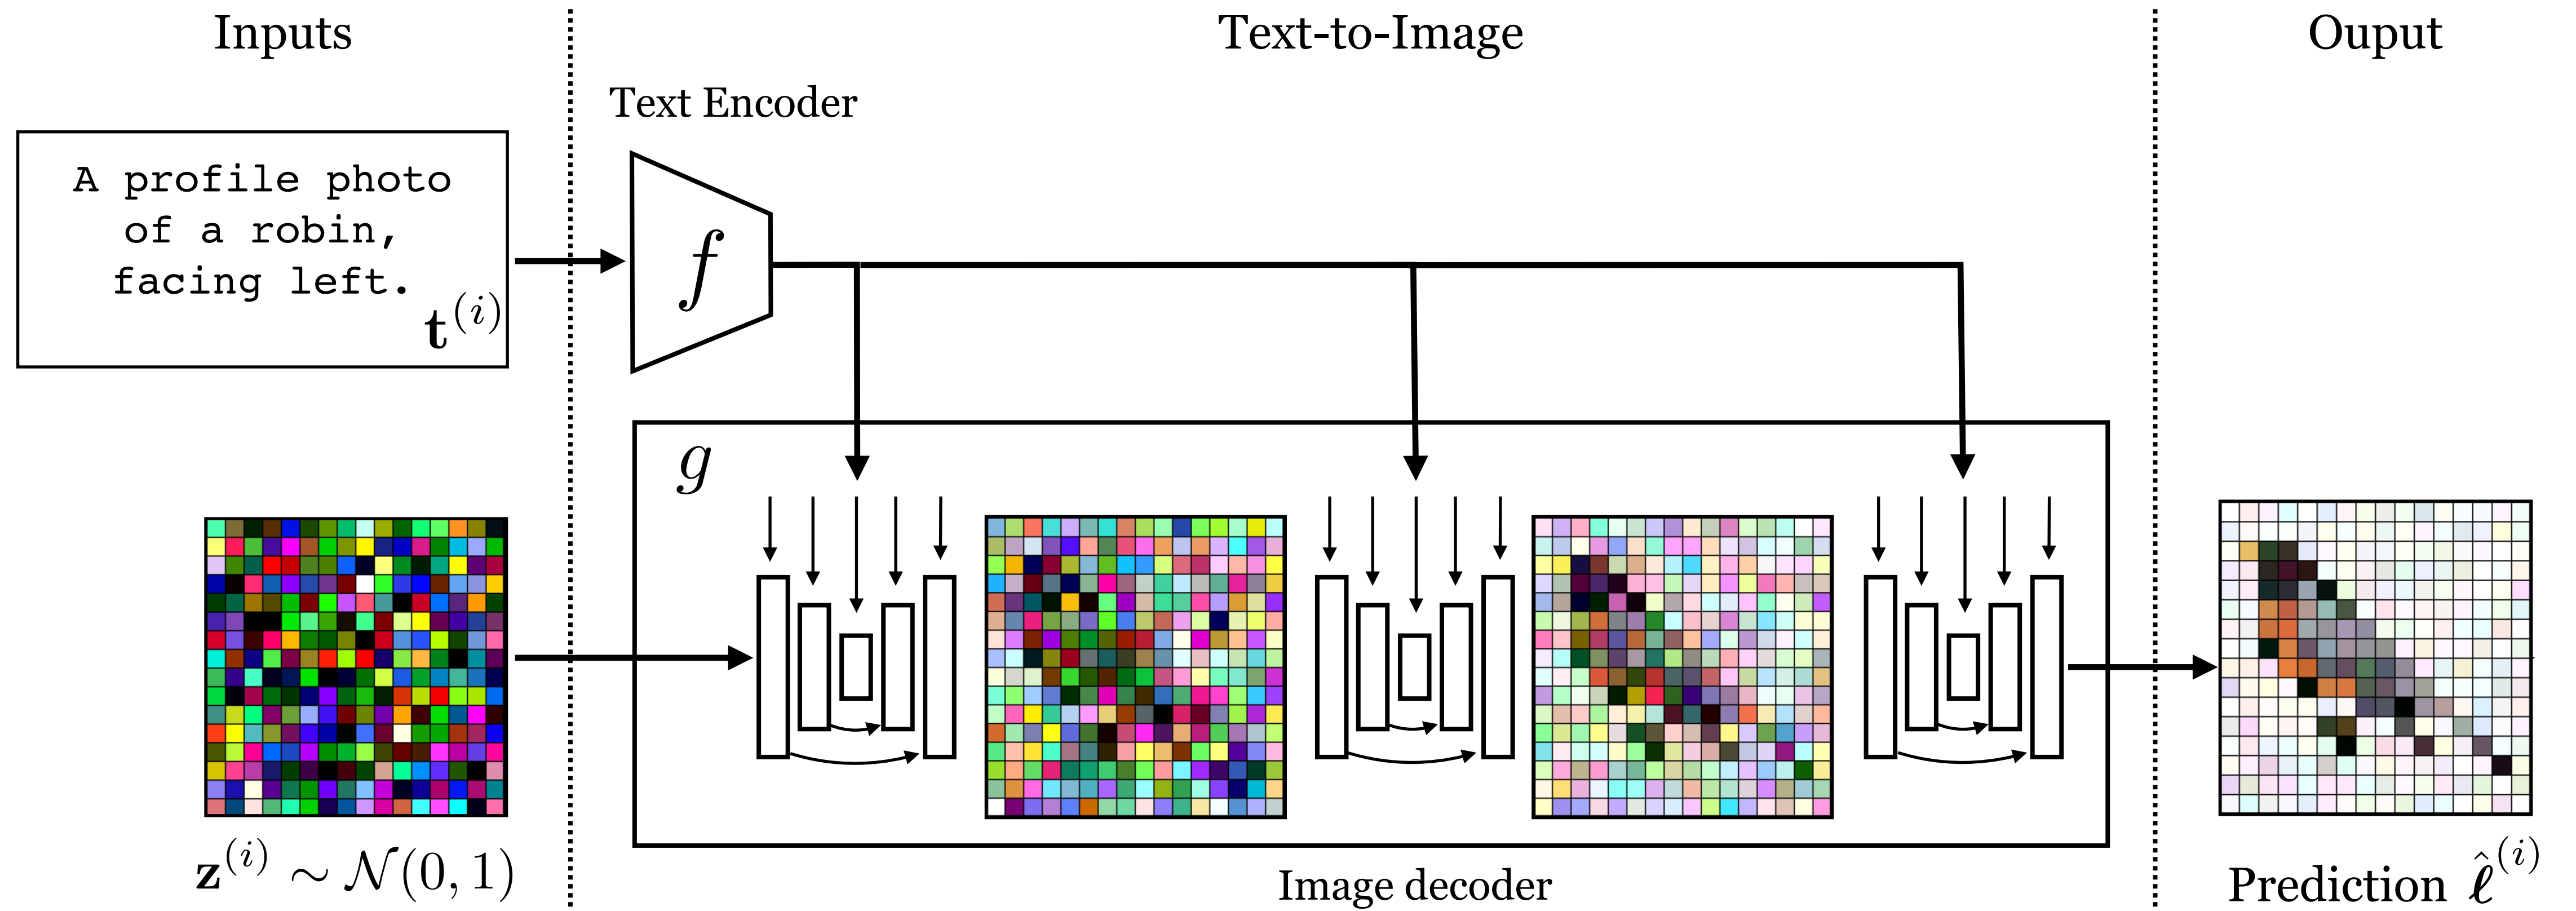 Inputs
Text-to-Image
Ouput
Text Encoder
A profile photo
of a robin,
facing left.
t^(i)
f
g
z^(i) ∼ 𝒩(0, 1)
Image decoder
Prediction ℓ̂^(i)